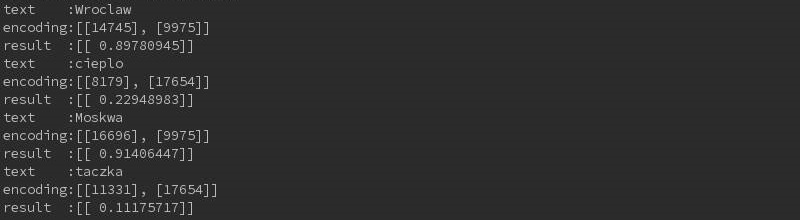 text    :Wroclaw
encoding:[[14745], [9975]]
result  :[[ 0.89780945]]
text    :cieplo
encoding:[[8179], [17654]]
result  :[[ 0.22948983]]
text    :Moskwa
encoding:[[16696], [9975]]
result  :[[ 0.91406447]]
text    :taczka
encoding:[[11331], [17654]]
result  :[[ 0.11175717]]